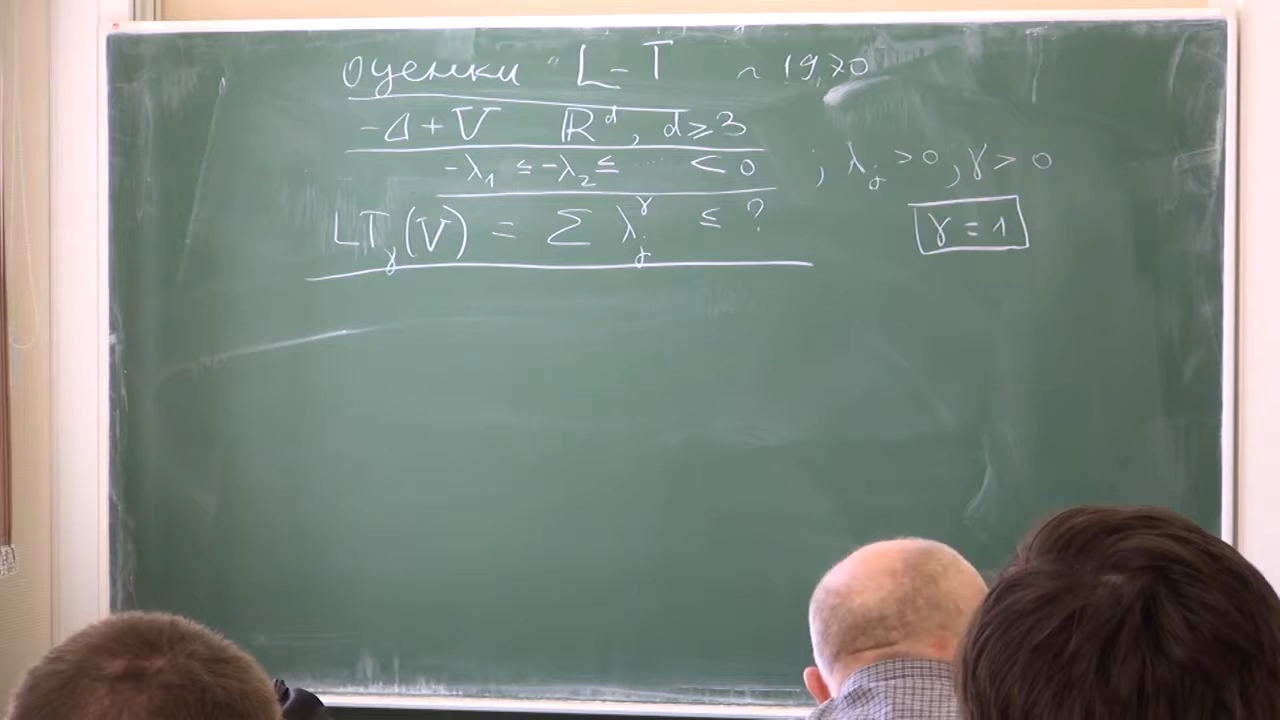 оценки L-T ~ 1970
-Δ + V ℝ^d, d ≥ 3
-λ_1 ≤ -λ_2 ≤ ... < 0 ; λ_j > 0, γ > 0
LT_γ(V) = Σ λ_j^γ ≤ ? γ = 1